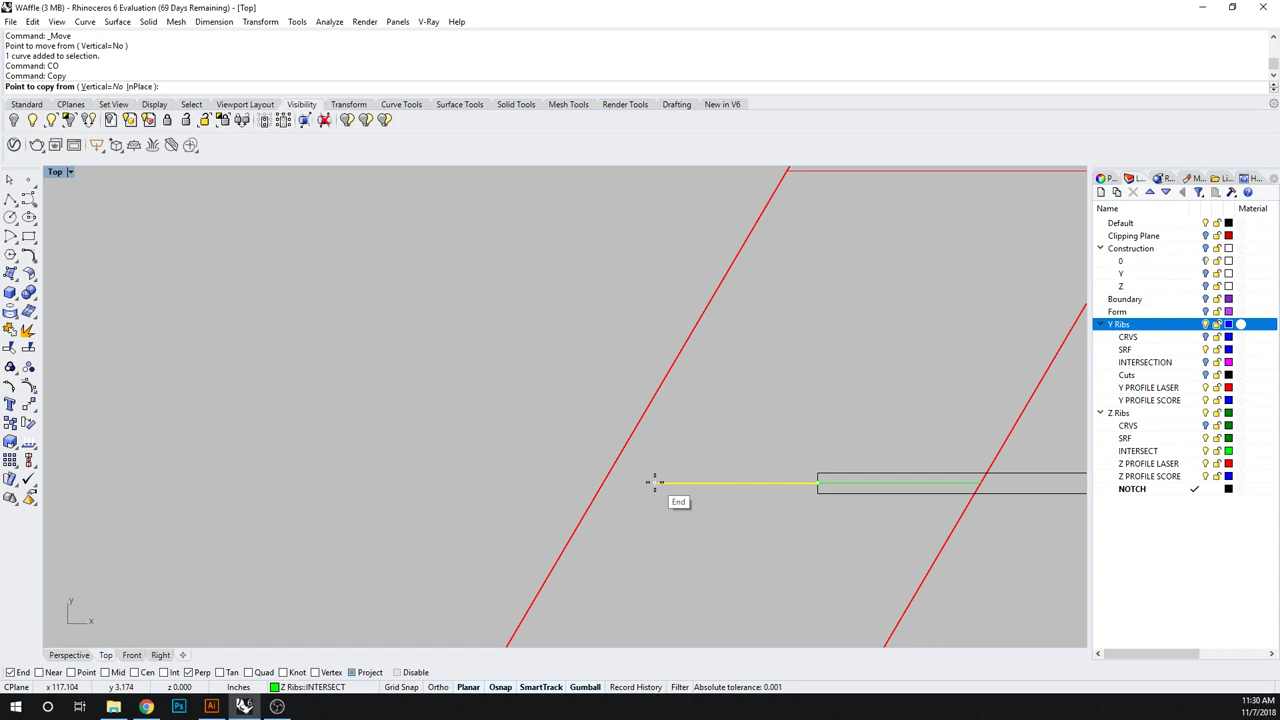 WAffle (3 MB) - Rhinoceros 6 Evaluation (69 Days Remaining) - [Top]
File Edit View Curve Surface Solid Mesh Dimension Transform Tools Analyze Render Panels V-Ray Help
Command: _Move
Point to move from ( Vertical=No )
1 curve added to selection.
Command: CO
Command: Copy
Point to copy from ( Vertical=No InPlace ):
Standard CPlanes Set View Display Select Viewport Layout Visibility Transform Curve Tools Surface Tools Solid Tools Mesh Tools Render Tools Drafting New in V6
Top
P... L... R... M... Li... H...
Name Material
Default
Clipping Plane
Construction
0
Y
Z
Boundary
Form
Y Ribs
CRVS
SRF
INTERSECTION
Cuts
Y PROFILE LASER
Y PROFILE SCORE
Z Ribs
CRVS
SRF
INTERSECT
Z PROFILE LASER
Z PROFILE SCORE
NOTCH
End
y
x
Perspective Top Front Right
End Near Point Mid Cen Int Perp Tan Quad Knot Vertex Project Disable
CPlane x 117.104 y 3.174 z 0.000 Inches Z Ribs::INTERSECT Grid Snap Ortho Planar Osnap SmartTrack Gumball Record History Filter Absolute tolerance: 0.001
Ps Ai
11:30 AM
11/7/2018